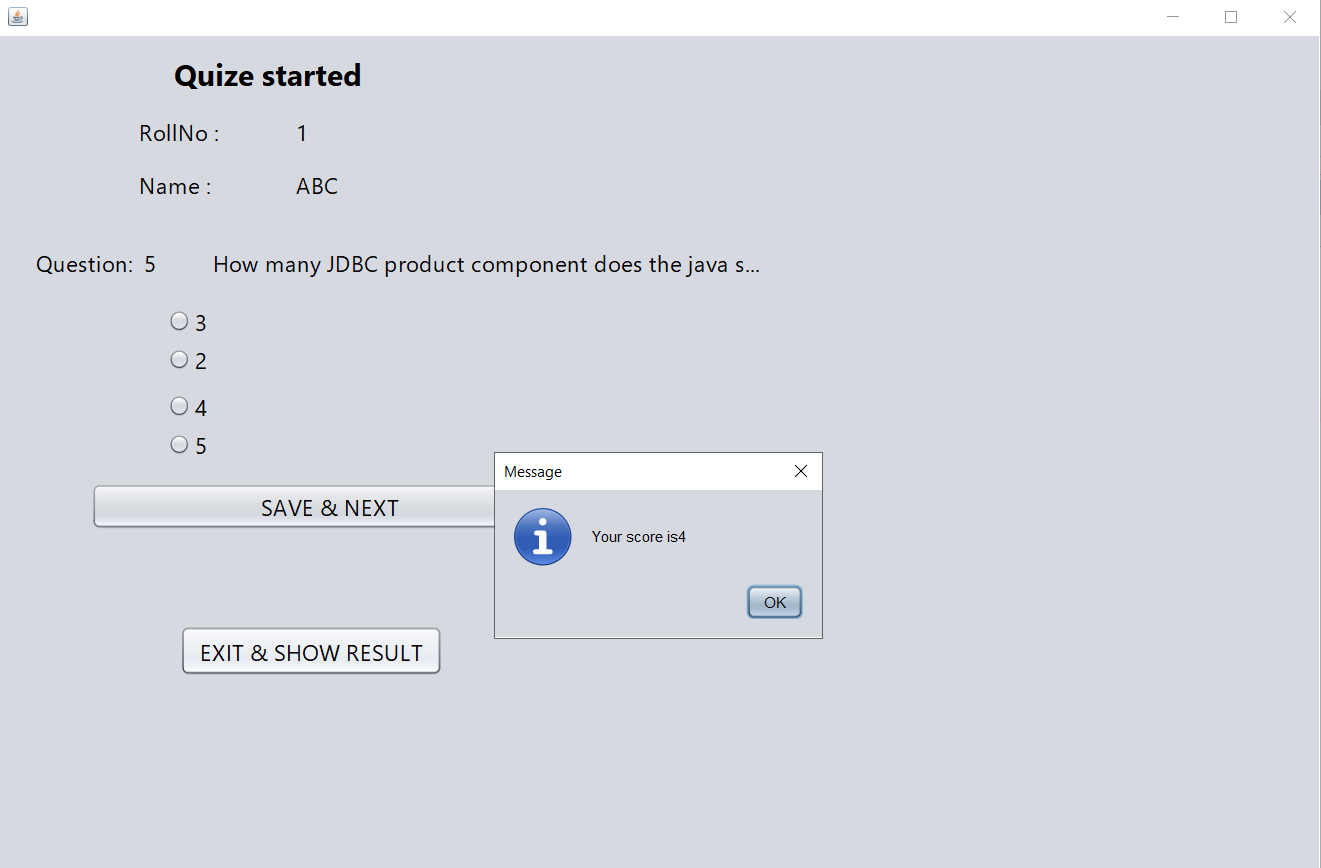 Quize started
RollNo : 1
Name : ABC
Question: 5 How many JDBC product component does the java s...
3
2
4
5
SAVE & NEXT
Message
Your score is4
OK
EXIT & SHOW RESULT